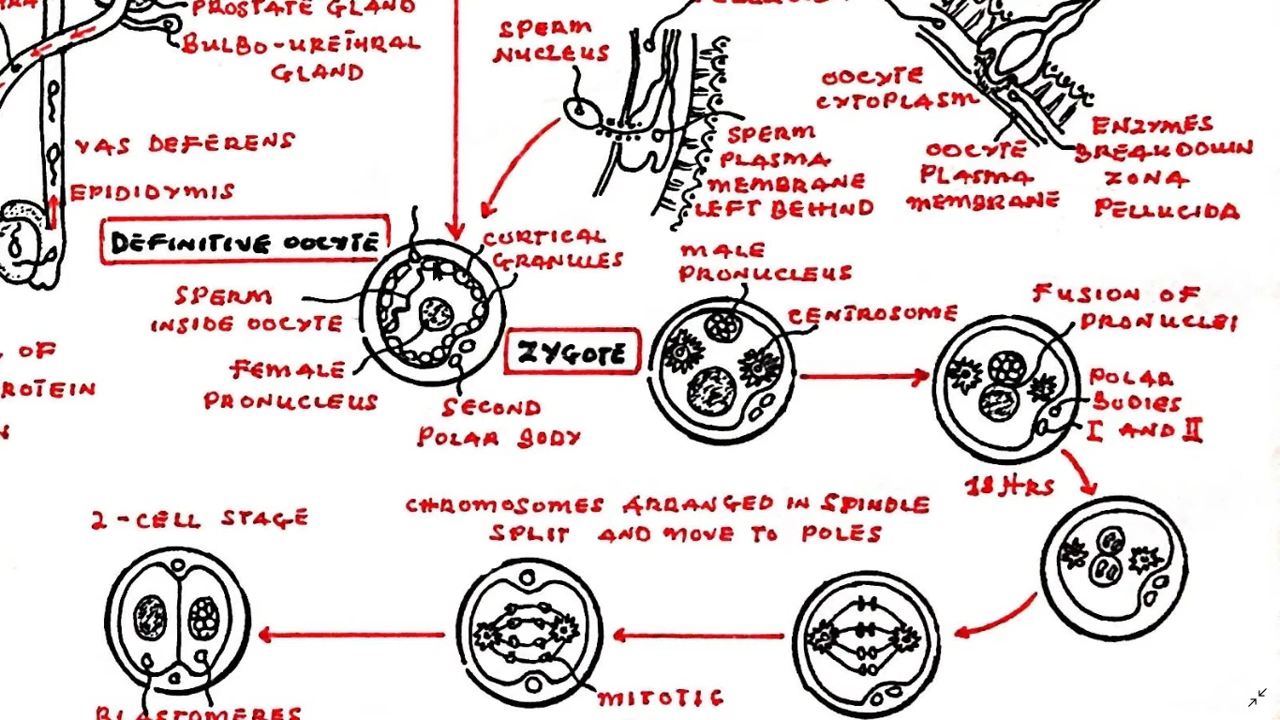 PROSTATE GLAND
BULBO-URETHRAL
GLAND
VAS DEFERENS
EPIDIDYMIS
SPERM
NUCLEUS
OOCYTE
CYTOPLASM
SPERM
PLASMA
MEMBRANE
LEFT BEHIND
OOCYTE
PLASMA
MEMBRANE
ENZYMES
BREAKDOWN
ZONA
PELLUCIDA
DEFINITIVE OOCYTE
CORTICAL
GRANULES
SPERM
INSIDE OOCYTE
FEMALE
PRONUCLEUS
SECOND
POLAR BODY
OF
ROTEIN
ZYGOTE
MALE
PRONUCLEUS
CENTROSOME
FUSION OF
PRONUCLEI
POLAR
BODIES
I AND II
18 HRS
CHROMOSOMES ARRANGED IN SPINDLE
SPLIT AND MOVE TO POLES
2-CELL STAGE
MITOTIC
BLASTOMERES